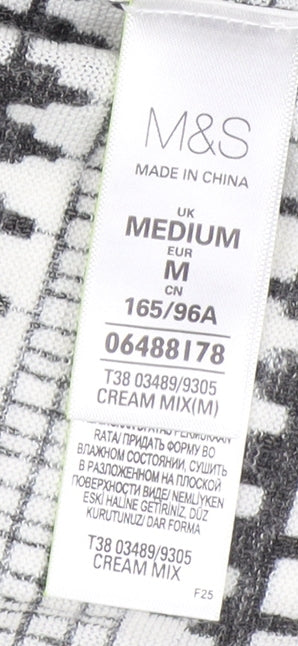 M&S
MADE IN CHINA
UK
MEDIUM
EUR
M
CN
165/96A
06488178
T38 03489/9305
CREAM MIX(M)
RATA/ ПРИДАТЬ ФОРМУ ВО
ВЛАЖНОМ СОСТОЯНИИ, СУШИТЬ
В РАЗЛОЖЕННОМ НА ПЛОСКОЙ
ПОВЕРХНОСТИ ВИДЕ/ NEMLİYKEN
ESKİ HALİNE GETİRİNİZ, DÜZ
KURUTUNUZ/ DAR FORMA
T38 03489/9305
CREAM MIX
F25